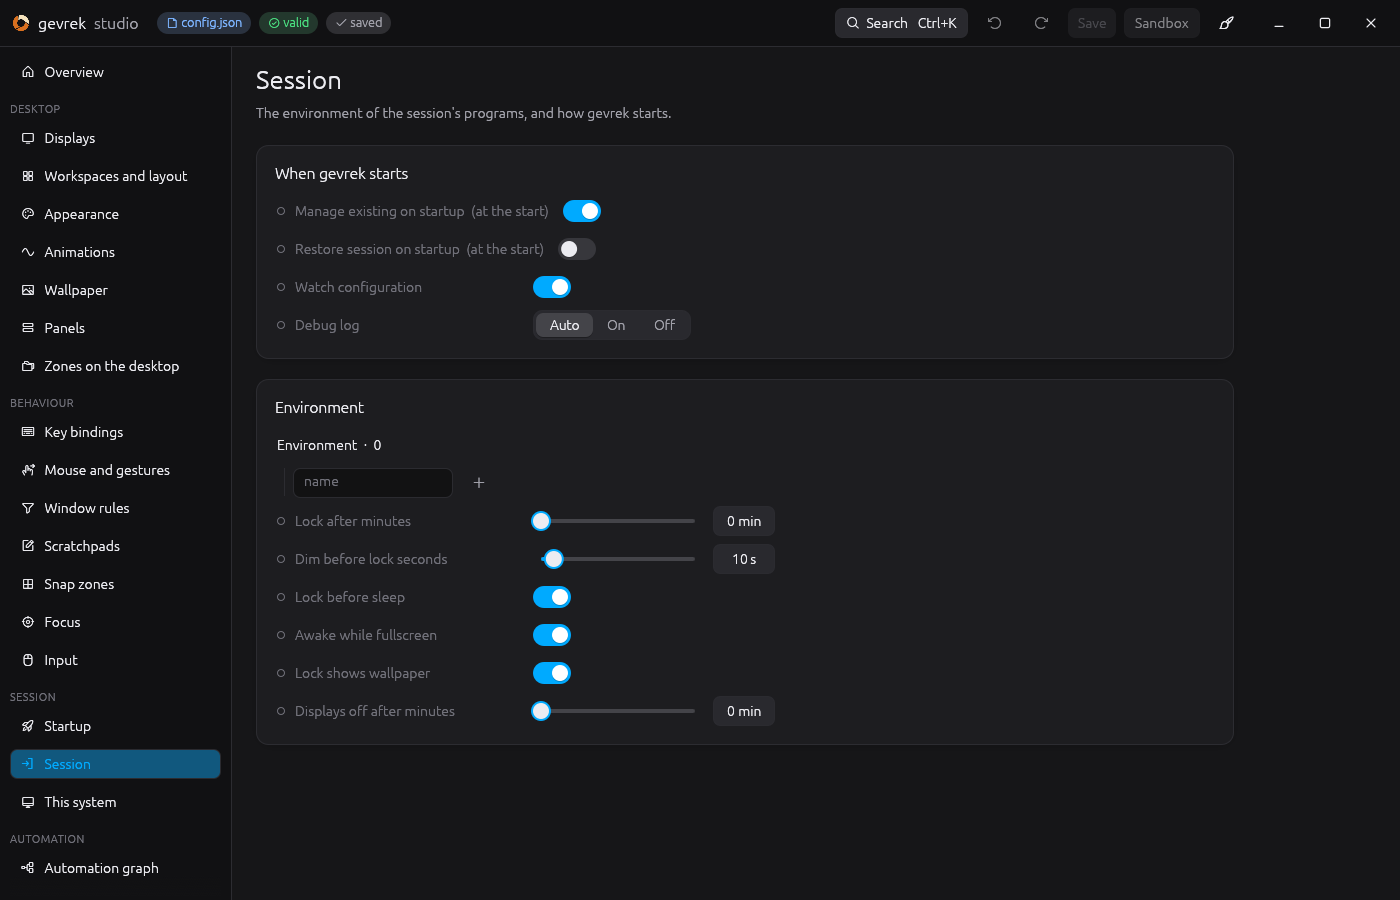 gevrek studio config.json valid saved Search Ctrl+K Save Sandbox
Overview
DESKTOP
Displays
Workspaces and layout
Appearance
Animations
Wallpaper
Panels
Zones on the desktop
BEHAVIOUR
Key bindings
Mouse and gestures
Window rules
Scratchpads
Snap zones
Focus
Input
SESSION
Startup
Session
This system
AUTOMATION
Automation graph
Session
The environment of the session's programs, and how gevrek starts.
When gevrek starts
Manage existing on startup (at the start)
Restore session on startup (at the start)
Watch configuration
Debug log Auto On Off
Environment
Environment · 0
name
Lock after minutes 0 min
Dim before lock seconds 10 s
Lock before sleep
Awake while fullscreen
Lock shows wallpaper
Displays off after minutes 0 min